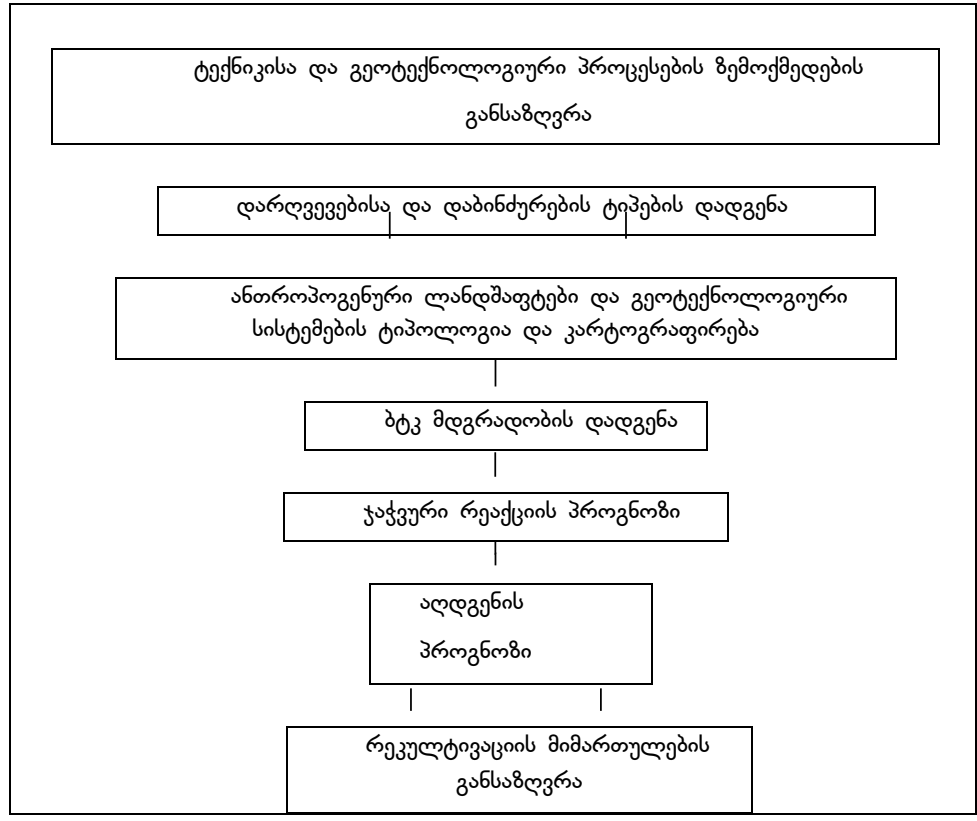 ტექნიკისა და გეოტექნოლოგიური პროცესების ზემოქმედების
განსაზღვრა
დარღვევებისა და დაბინძურების ტიპების დადგენა
ანთროპოგენური ლანდშაფტები და გეოტექნოლოგიური
სისტემების ტიპოლოგია და კარტოგრაფირება
ბტკ მდგრადობის დადგენა
ჯაჭვური რეაქციის პროგნოზი
აღდგენის
პროგნოზი
რეკულტივაციის მიმართულების
განსაზღვრა